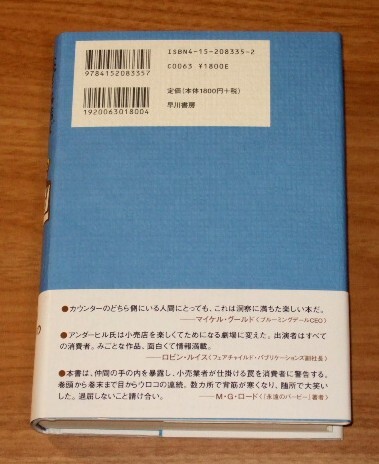 ISBN4-15-208335-2
C0063 ¥1800E
9784152083357
定価(本体1800円+税)
早川書房
1920063018004
●カウンターのどちら側にいる人間にとっても、これは洞察に満ちた楽しい本だ。
——マイケル・グールド(ブルーミングデールCEO)
●アンダーヒル氏は小売店を楽しくてためになる劇場に変えた。出演者はすべて
の消費者。みごとな作品、面白くて情報満載。
——ロビン・ルイス(フェアチャイルド・パブリケーションズ副社長)
●本書は、仲間の手の内を暴露し、小売業者が仕掛ける罠を消費者に警告する。
巻頭から巻末まで目からウロコの連続。数カ所で背筋が寒くなり、随所で大笑い
した。退屈しないこと請け合い。 ——M・G・ロード(『永遠のバービー』著者)